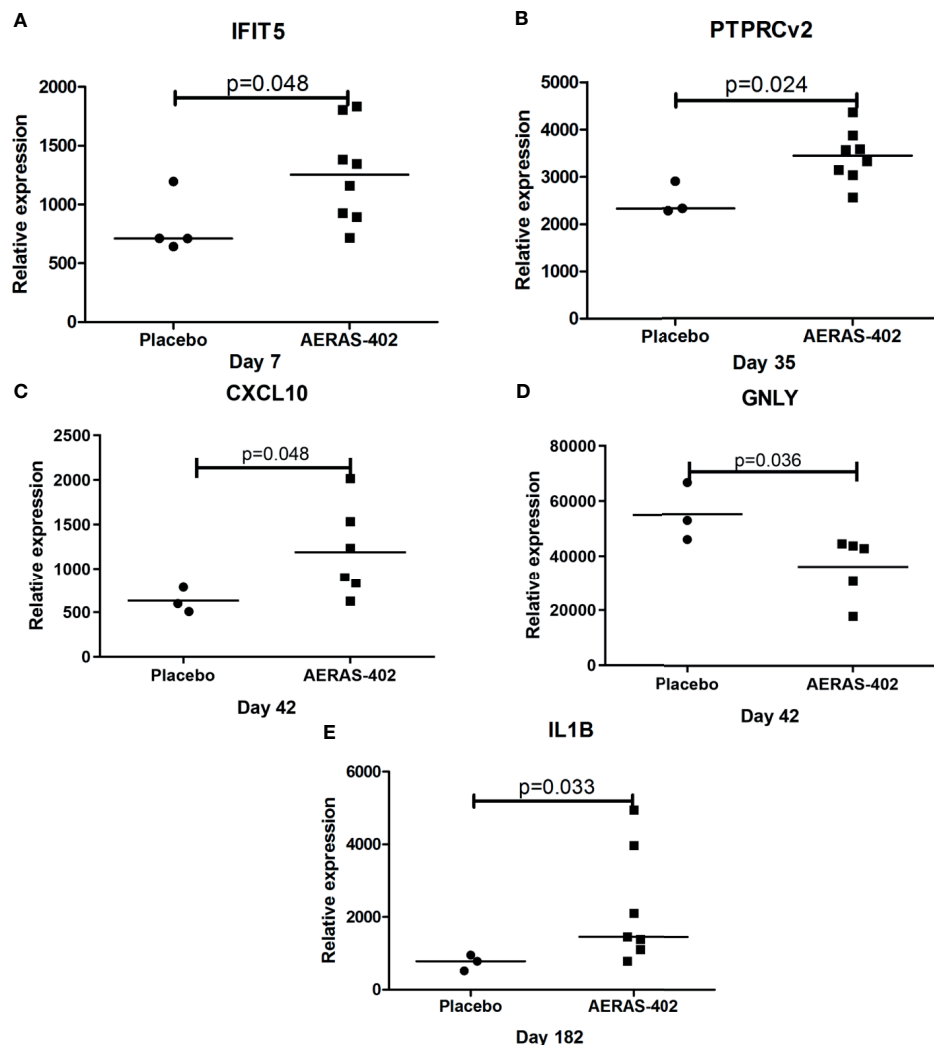 A
IFIT5
p=0.048
Relative expression
2000
1500
1000
500
0
Placebo
AERAS-402
Day 7
B
PTPRCv2
p=0.024
Relative expression
5000
4000
3000
2000
1000
0
Placebo
AERAS-402
Day 35
C
CXCL10
p=0.048
Relative expression
2500
2000
1500
1000
500
0
Placebo
AERAS-402
Day 42
D
GNLY
p=0.036
Relative expression
80000
60000
40000
20000
0
Placebo
AERAS-402
Day 42
E
IL1B
p=0.033
Relative expression
6000
4000
2000
0
Placebo
AERAS-402
Day 182